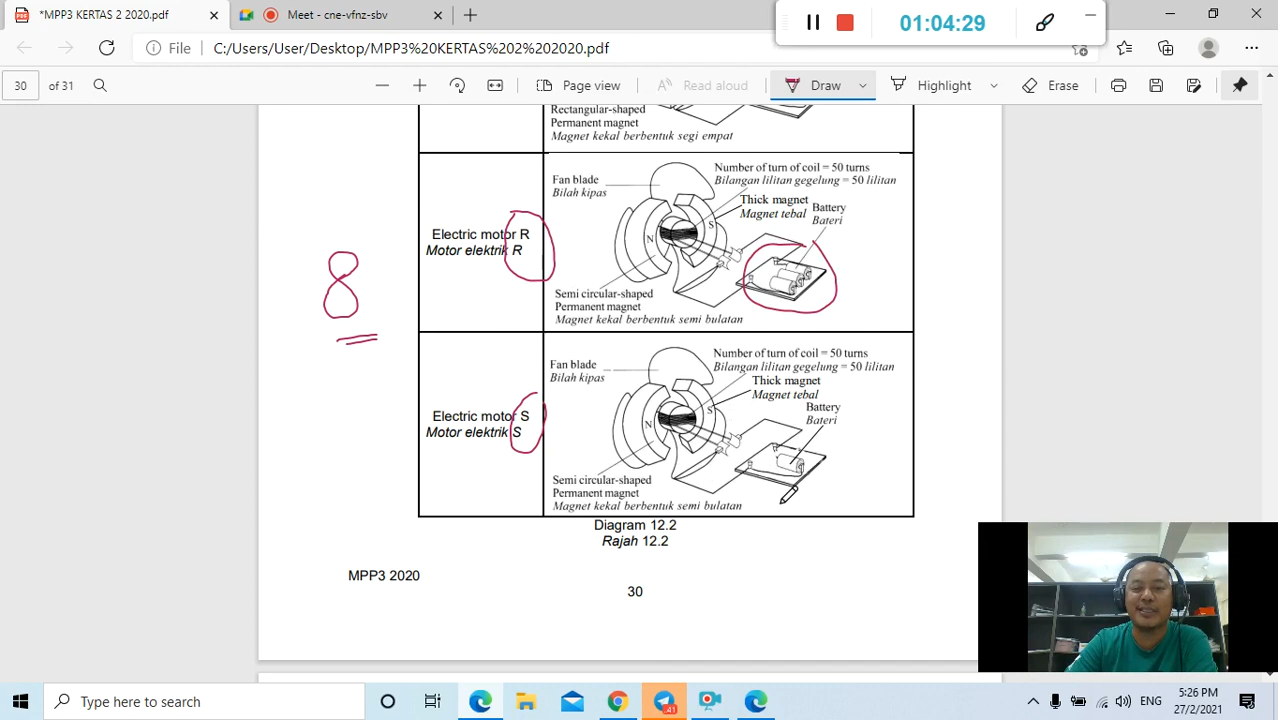 *MPP3 KERTAS 2 2020.pdf
Meet - cne-vfnz-sbv
01:04:29
File
C:/Users/User/Desktop/MPP3%20KERTAS%202%202020.pdf
30
of 31
Page view
Read aloud
Draw
Highlight
Erase
Rectangular-shaped
Permanent magnet
Magnet kekal berbentuk segi empat
Electric motor R
Motor elektrik R
Fan blade
Bilah kipas
Number of turn of coil = 50 turns
Bilangan lilitan gegelung = 50 lilitan
Thick magnet
Magnet tebal
Battery
Bateri
N
S
Semi circular-shaped
Permanent magnet
Magnet kekal berbentuk semi bulatan
8
Electric motor S
Motor elektrik S
Fan blade
Bilah kipas
Number of turn of coil = 50 turns
Bilangan lilitan gegelung = 50 lilitan
Thick magnet
Magnet tebal
Battery
Bateri
N
S
Semi circular-shaped
Permanent magnet
Magnet kekal berbentuk semi bulatan
Diagram 12.2
Rajah 12.2
MPP3 2020
30
Type here to search
41
ENG
5:26 PM
27/2/2021